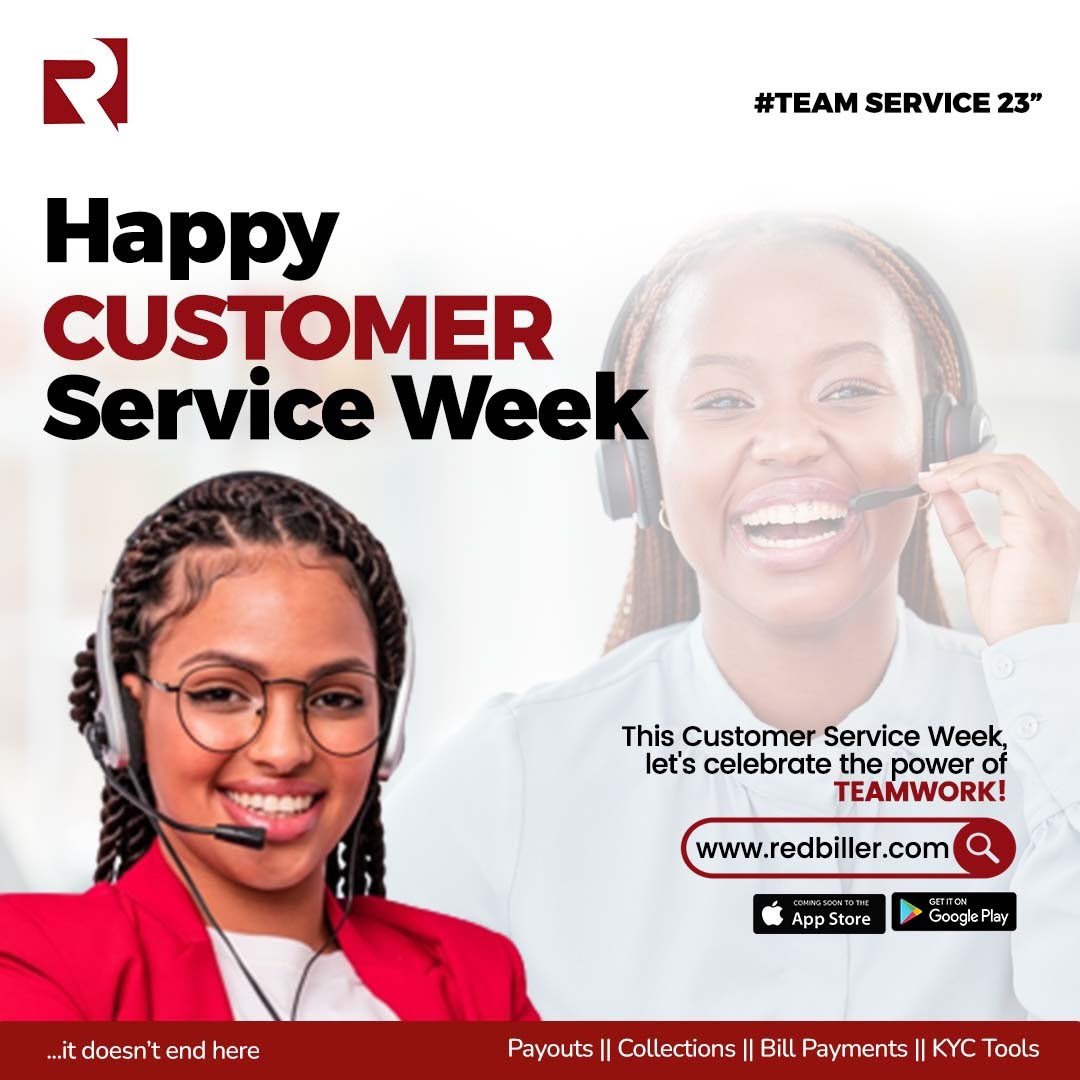 R
#TEAM SERVICE 23”
Happy
CUSTOMER
Service Week
This Customer Service Week,
let's celebrate the power of
TEAMWORK!
www.redbiller.com
COMING SOON TO THE
App Store
GET IT ON
Google Play
...it doesn’t end here
Payouts || Collections || Bill Payments || KYC Tools